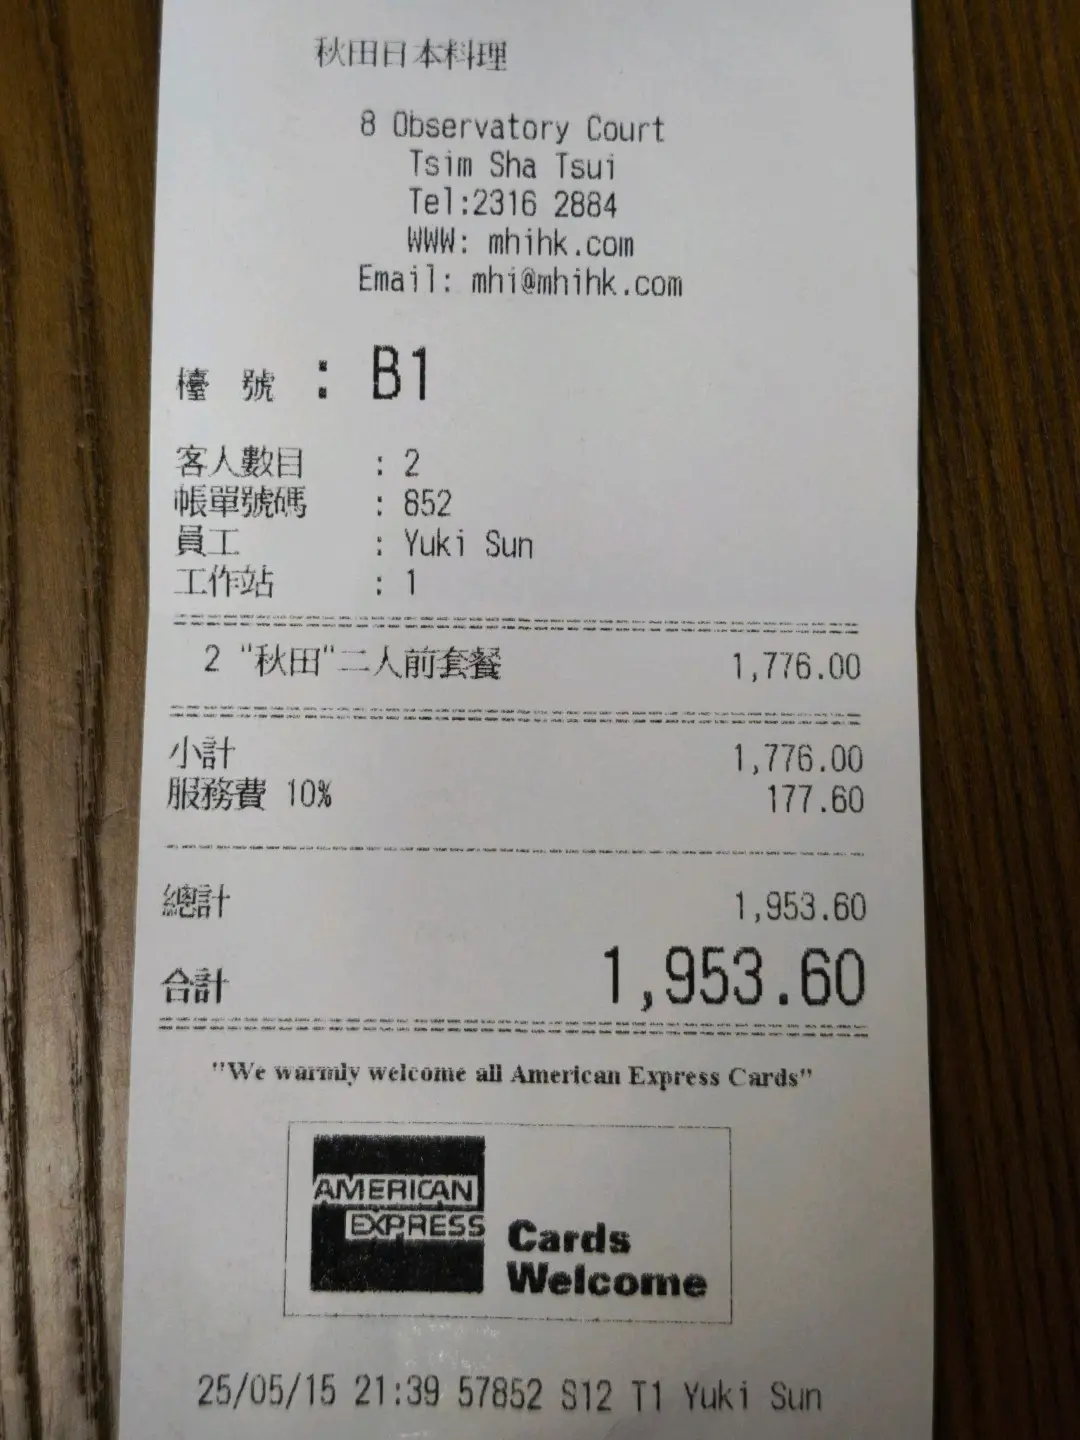 秋田日本料理
8 Observatory Court
Tsim Sha Tsui
Tel:2316 2884
WWW: mhihk.com
Email: mhi@mhihk.com
檯 號 : B1
客人數目 : 2
帳單號碼 : 852
員工 : Yuki Sun
工作站 : 1
2 "秋田"二人前套餐 1,776.00
小計 1,776.00
服務費 10% 177.60
總計 1,953.60
合計 1,953.60
"We warmly welcome all American Express Cards"
AMERICAN
EXPRESS
Cards
Welcome
25/05/15 21:39 57852 S12 T1 Yuki Sun